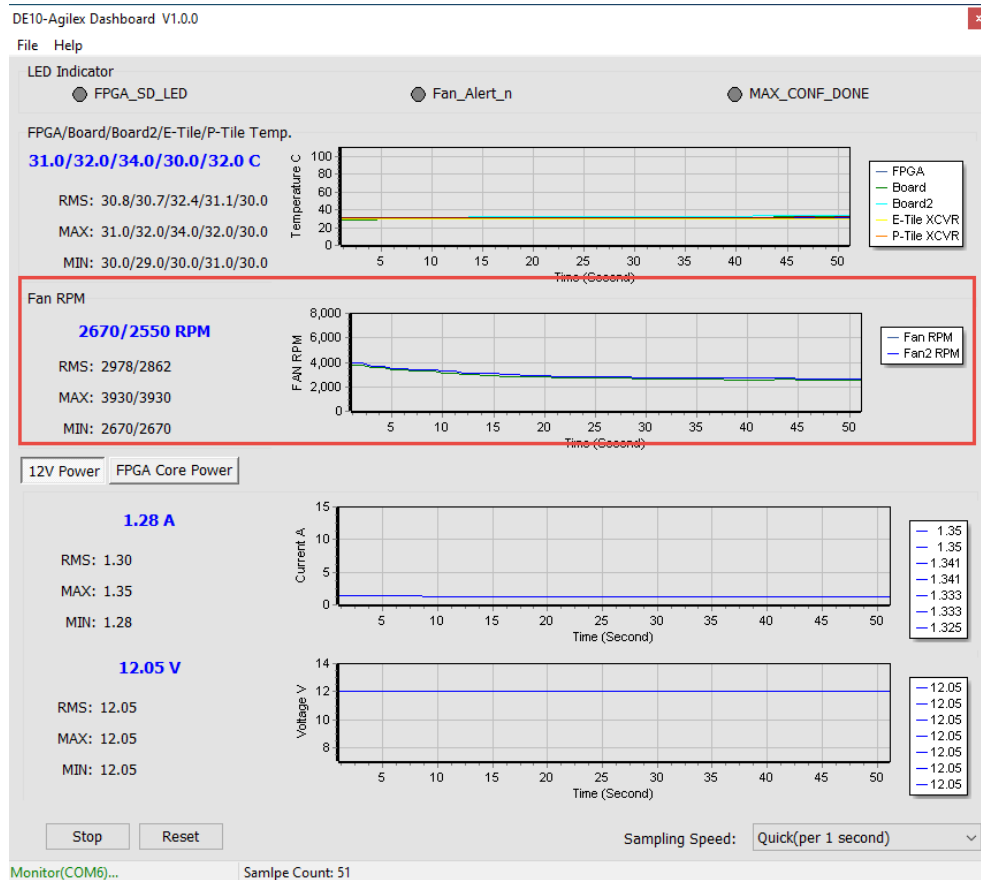 DE10-Agilex Dashboard V1.0.0
×
File Help
LED Indicator
FPGA_SD_LED Fan_Alert_n MAX_CONF_DONE
FPGA/Board/Board2/E-Tile/P-Tile Temp.
31.0/32.0/34.0/30.0/32.0 C
RMS: 30.8/30.7/32.4/31.1/30.0
MAX: 31.0/32.0/34.0/32.0/30.0
MIN: 30.0/29.0/30.0/31.0/30.0
Temperature C
100
80
60
40
20
0
5 10 15 20 25 30 35 40 45 50
Time (Second)
FPGA
Board
Board2
E-Tile XCVR
P-Tile XCVR
Fan RPM
2670/2550 RPM
RMS: 2978/2862
MAX: 3930/3930
MIN: 2670/2670
FAN RPM
8,000
6,000
4,000
2,000
0
5 10 15 20 25 30 35 40 45 50
Time (Second)
Fan RPM
Fan2 RPM
12V Power FPGA Core Power
1.28 A
RMS: 1.30
MAX: 1.35
MIN: 1.28
Current A
15
10
5
0
5 10 15 20 25 30 35 40 45 50
Time (Second)
1.35
1.35
1.341
1.341
1.333
1.333
1.325
12.05 V
RMS: 12.05
MAX: 12.05
MIN: 12.05
Voltage V
14
12
10
8
5 10 15 20 25 30 35 40 45 50
Time (Second)
12.05
12.05
12.05
12.05
12.05
12.05
12.05
Stop Reset Sampling Speed: Quick(per 1 second)
Monitor(COM6)... Samlpe Count: 51